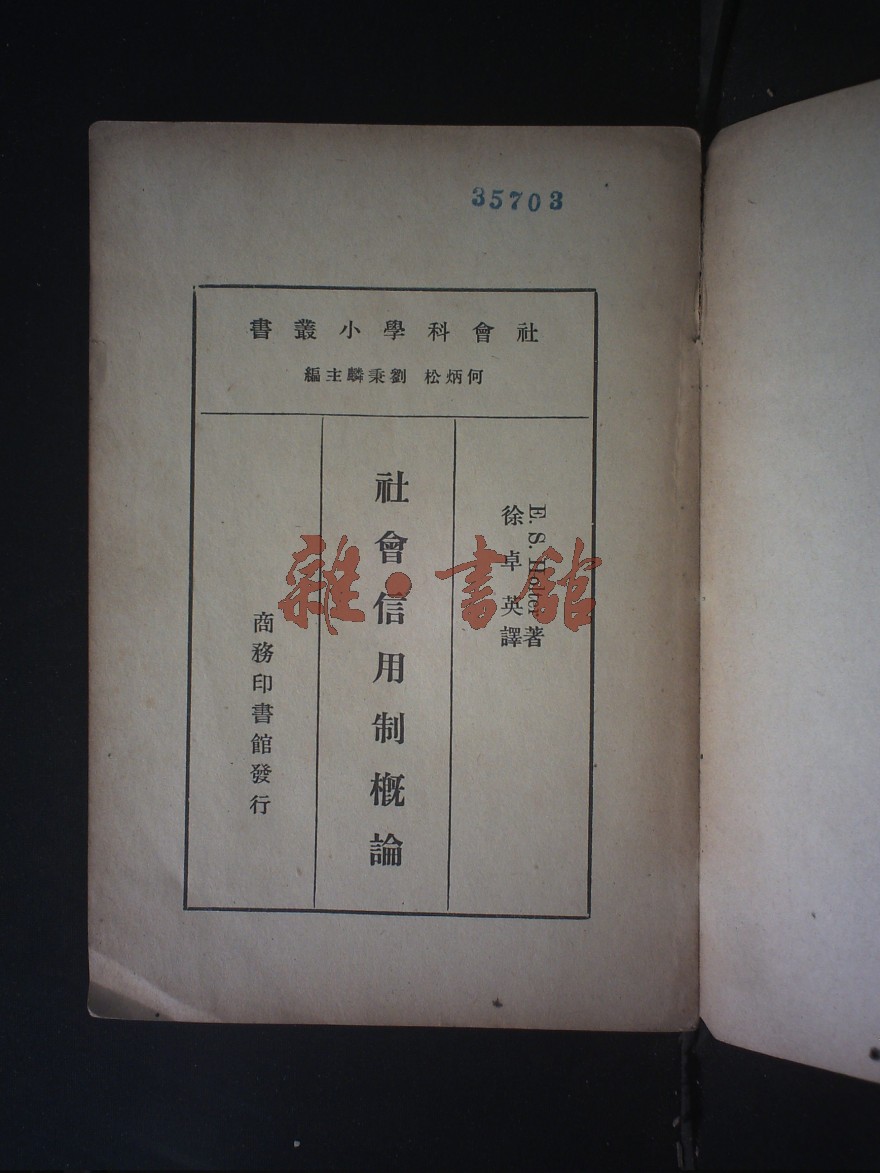 35703
社會科學小叢書
何炳松 劉秉麟主編
E. S. Holter 著
徐卓英譯
社會信用制概論
商務印書館發行
雜·書館